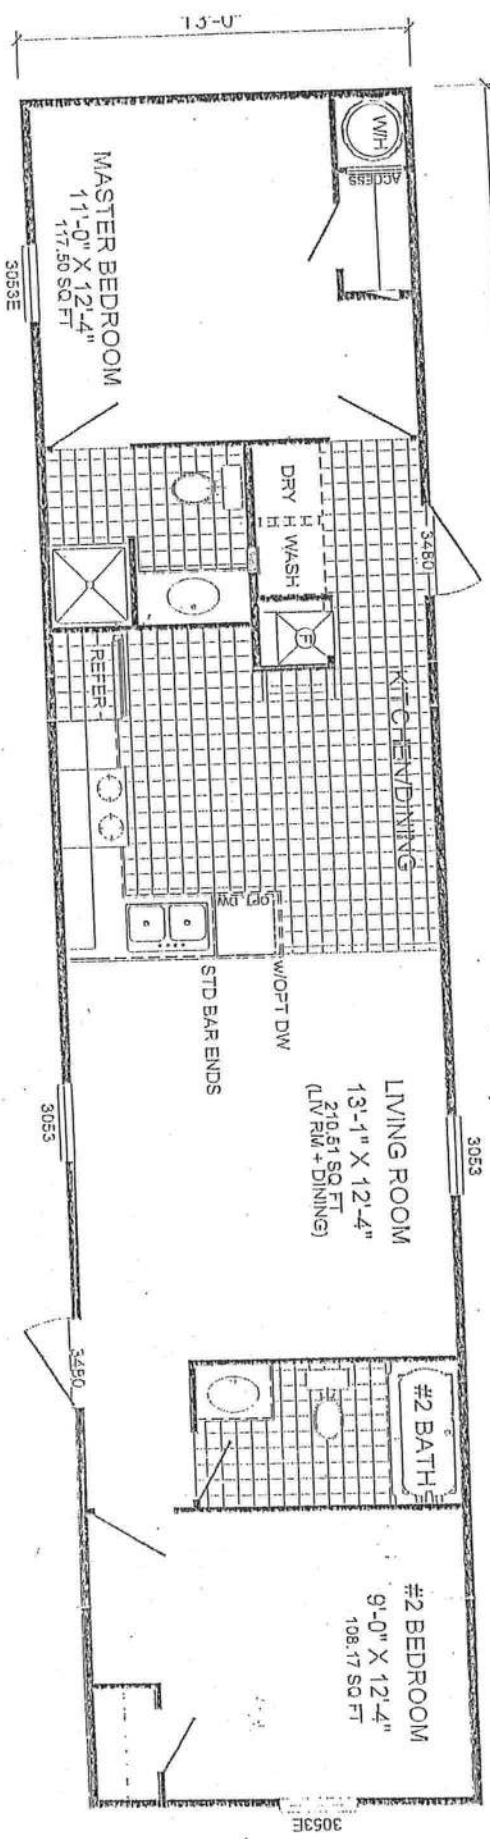 13'-0"
W/H
ACCESS
MASTER BEDROOM
11'-0" X 12'-4"
117.50 SQ FT
3053E
DRY
WASH
3480
F
REFER
KITCHEN/DINING
OPT DW
W/OPT DW
STD BAR ENDS
LIVING ROOM
13'-1" X 12'-4"
210.51 SQ FT
(LIV RM + DINING)
3053
3053
3480
#2 BATH
#2 BEDROOM
9'-0" X 12'-4"
108.17 SQ FT
3053E